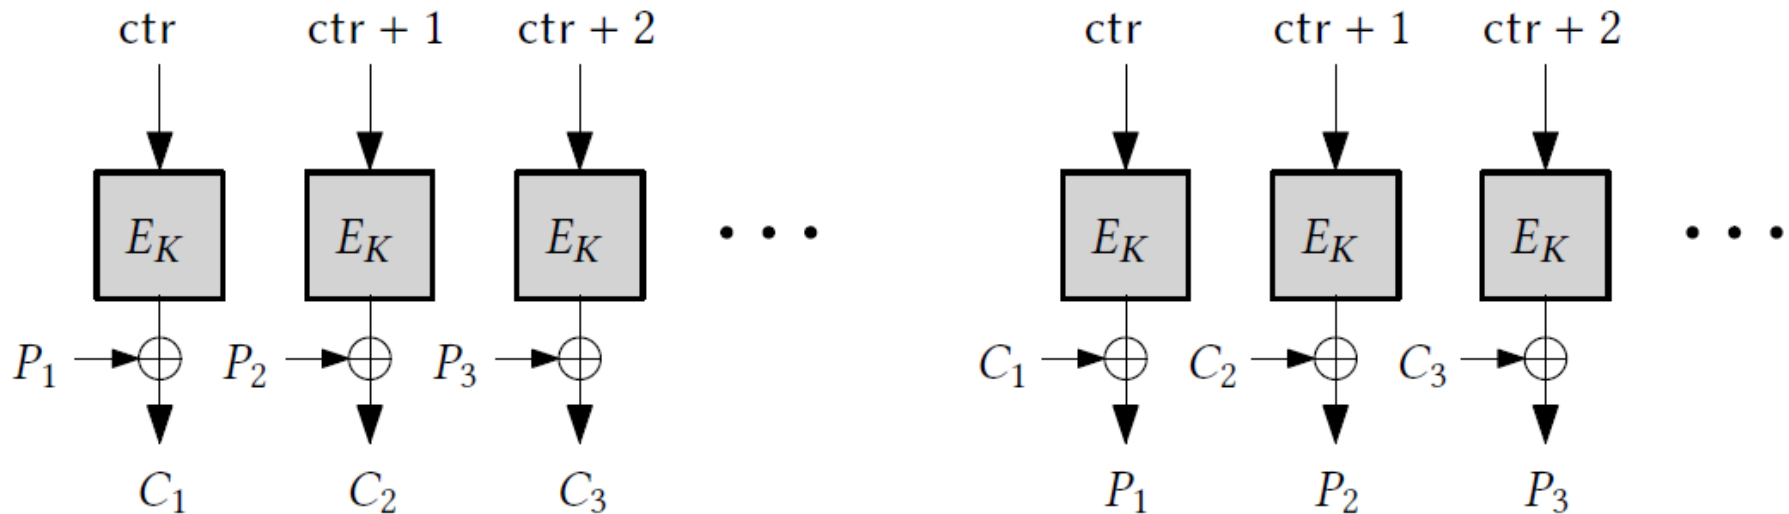 ctr ctr + 1 ctr + 2 ctr ctr + 1 ctr + 2
E_K E_K E_K • • • E_K E_K E_K • • •
P_1 P_2 P_3 C_1 C_2 C_3
C_1 C_2 C_3 P_1 P_2 P_3